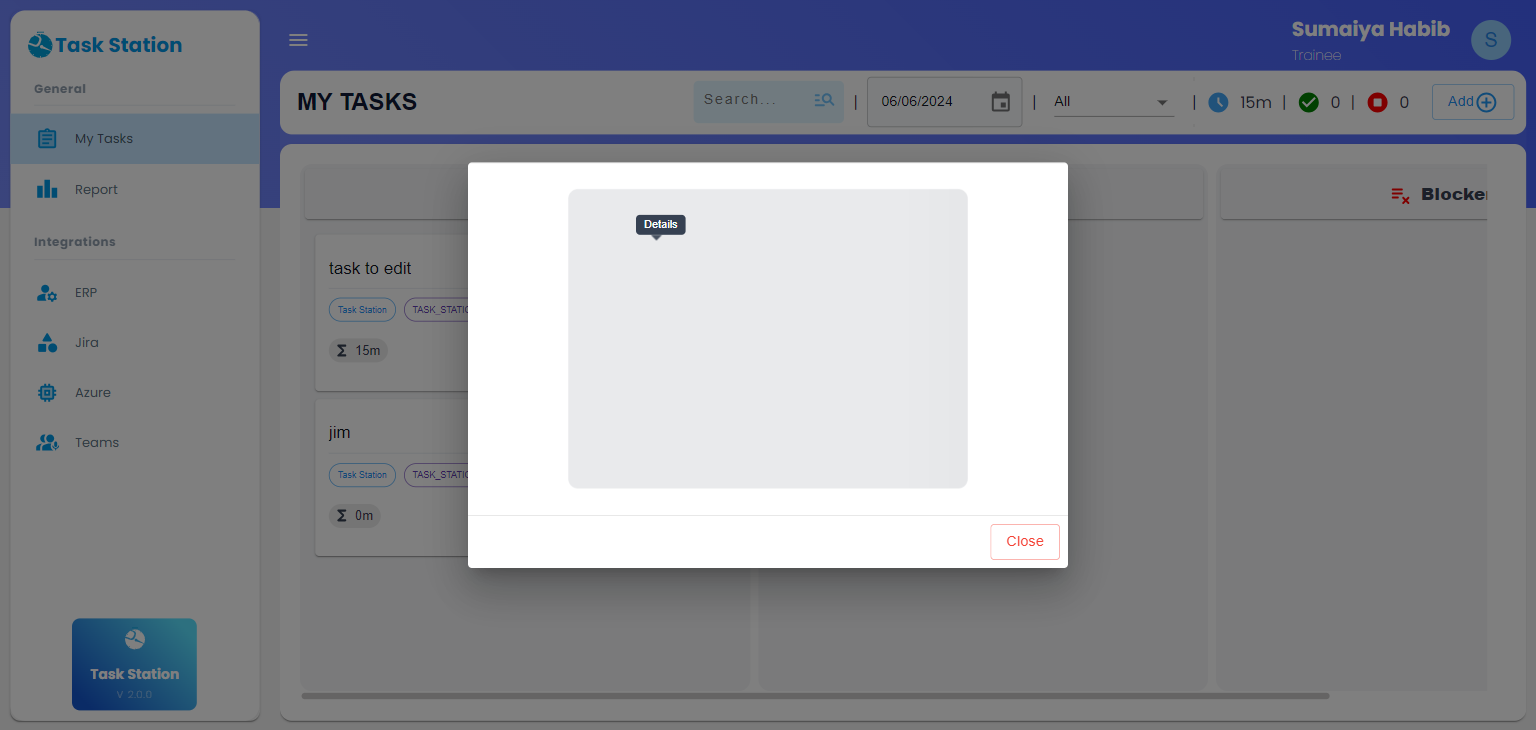 Task Station
General
My Tasks
Report
Integrations
ERP
Jira
Azure
Teams
Task Station
V 2.0.0
Sumaiya Habib
Trainee
S
MY TASKS
Search...
|
06/06/2024
|
All
|
15m
|
0
|
0
Add
task to edit
Task Station
TASK_STATIO
Σ 15m
jim
Task Station
TASK_STATIO
Σ 0m
Blocker
Details
Close